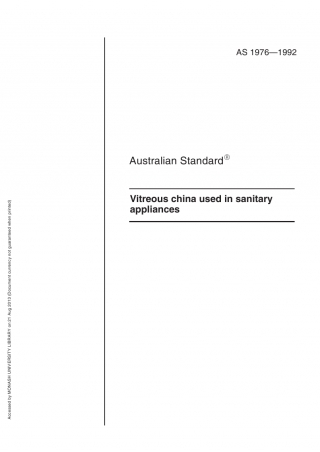 AS 1976—1992
Australian Standard®
Vitreous china used in sanitary
appliances
Accessed by MONASH UNIVERSITY LIBRARY on 21 Aug 2013 (Document currency not guaranteed when printed)